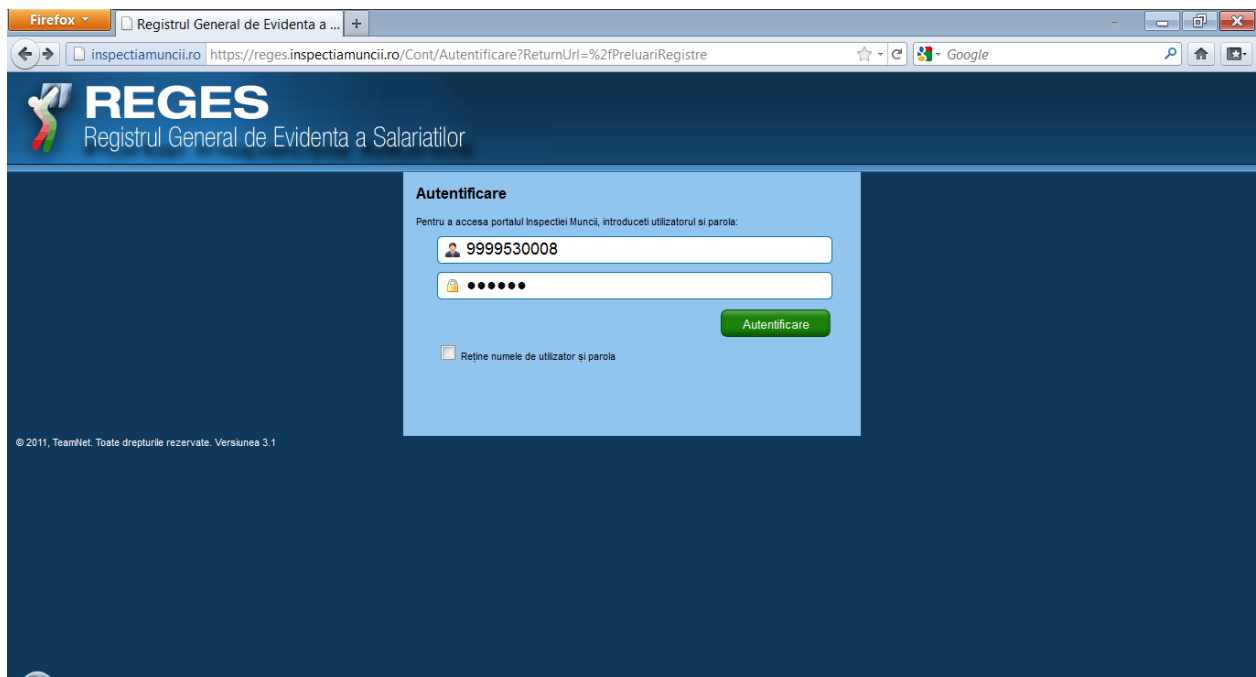 Firefox
Registrul General de Evidenta a ...
inspectiamuncii.ro https://reges.inspectiamuncii.ro/Cont/Autentificare?ReturnUrl=%2fPreluariRegistre
Google
REGES
Registrul General de Evidenta a Salariatilor
Autentificare
Pentru a accesa portalul Inspectiei Muncii, introduceti utilizatorul si parola:
9999530008
••••••
Autentificare
Reține numele de utilizator și parola
© 2011, TeamNet. Toate drepturile rezervate. Versiunea 3.1